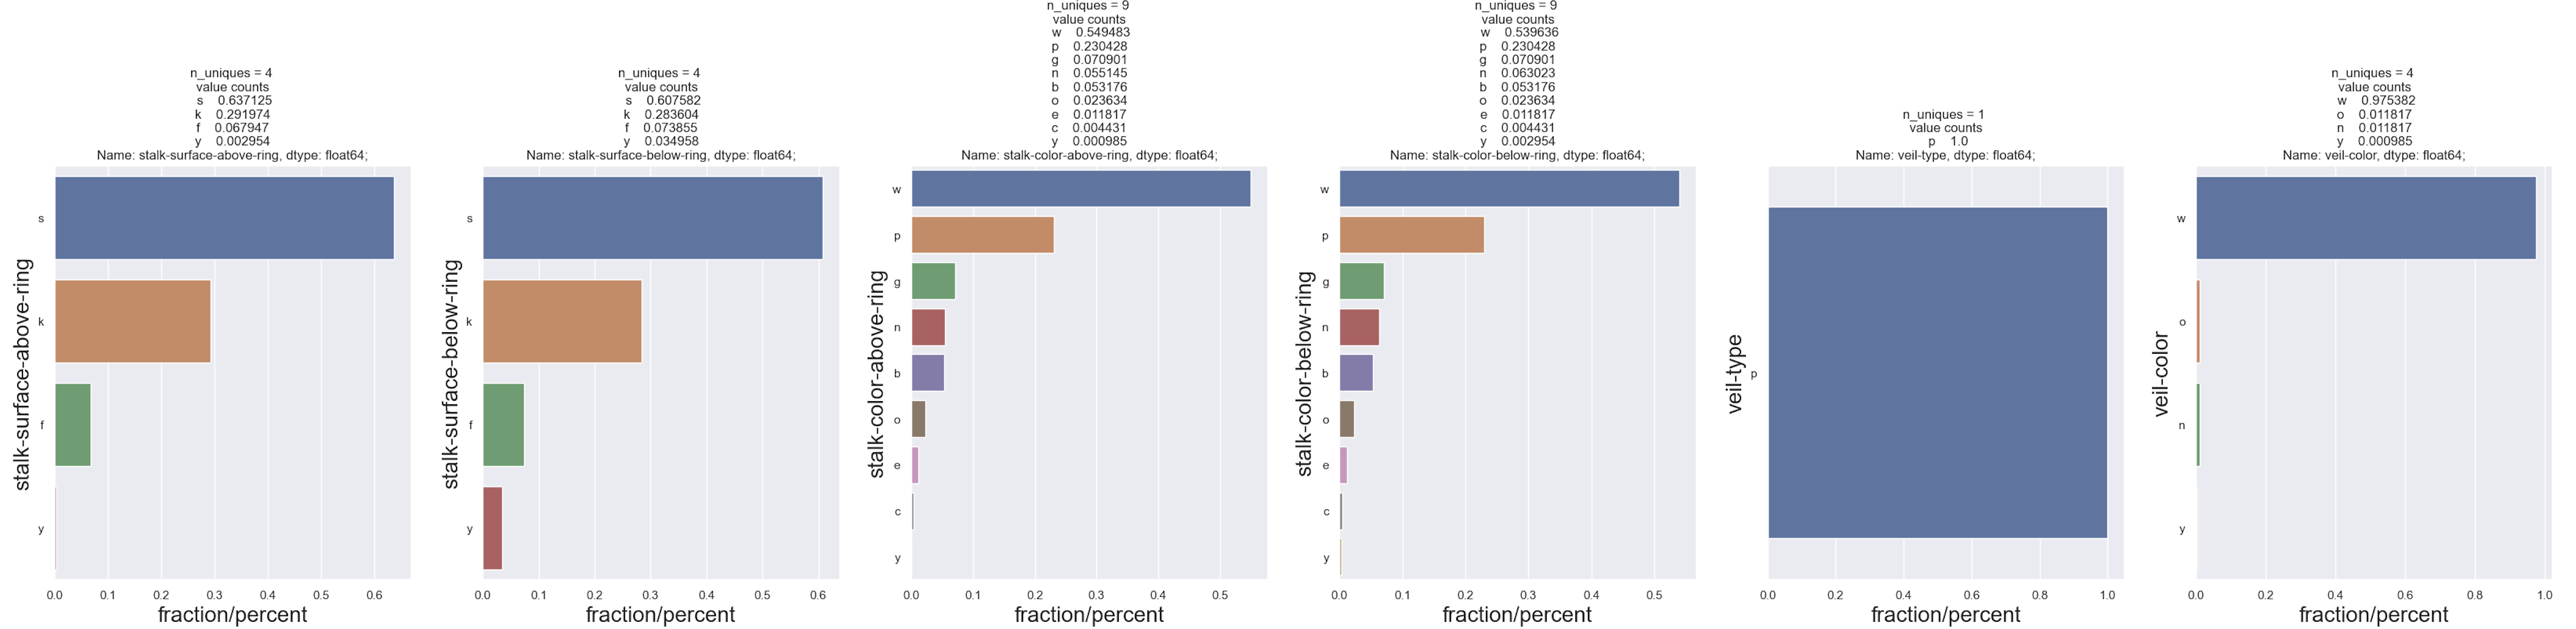 n_uniques = 4
value counts
s 0.637125
k 0.291974
f 0.067947
y 0.002954
Name: stalk-surface-above-ring, dtype: float64;
stalk-surface-above-ring
s
k
f
y
0.0 0.1 0.2 0.3 0.4 0.5 0.6
fraction/percent
n_uniques = 4
value counts
s 0.607582
k 0.283604
f 0.073855
y 0.034958
Name: stalk-surface-below-ring, dtype: float64;
stalk-surface-below-ring
s
k
f
y
0.0 0.1 0.2 0.3 0.4 0.5 0.6
fraction/percent
n_uniques = 9
value counts
w 0.549483
p 0.230428
g 0.070901
n 0.055145
b 0.053176
o 0.023634
e 0.011817
c 0.004431
y 0.000985
Name: stalk-color-above-ring, dtype: float64;
stalk-color-above-ring
w
p
g
n
b
o
e
c
y
0.0 0.1 0.2 0.3 0.4 0.5
fraction/percent
n_uniques = 9
value counts
w 0.539636
p 0.230428
g 0.070901
n 0.063023
b 0.053176
o 0.023634
e 0.011817
c 0.004431
y 0.002954
Name: stalk-color-below-ring, dtype: float64;
stalk-color-below-ring
w
p
g
n
b
o
e
c
y
0.0 0.1 0.2 0.3 0.4 0.5
fraction/percent
n_uniques = 1
value counts
p 1.0
Name: veil-type, dtype: float64;
veil-type
p
0.0 0.2 0.4 0.6 0.8 1.0
fraction/percent
n_uniques = 4
value counts
w 0.975382
o 0.011817
n 0.011817
y 0.000985
Name: veil-color, dtype: float64;
veil-color
w
o
n
y
0.0 0.2 0.4 0.6 0.8 1.0
fraction/percent